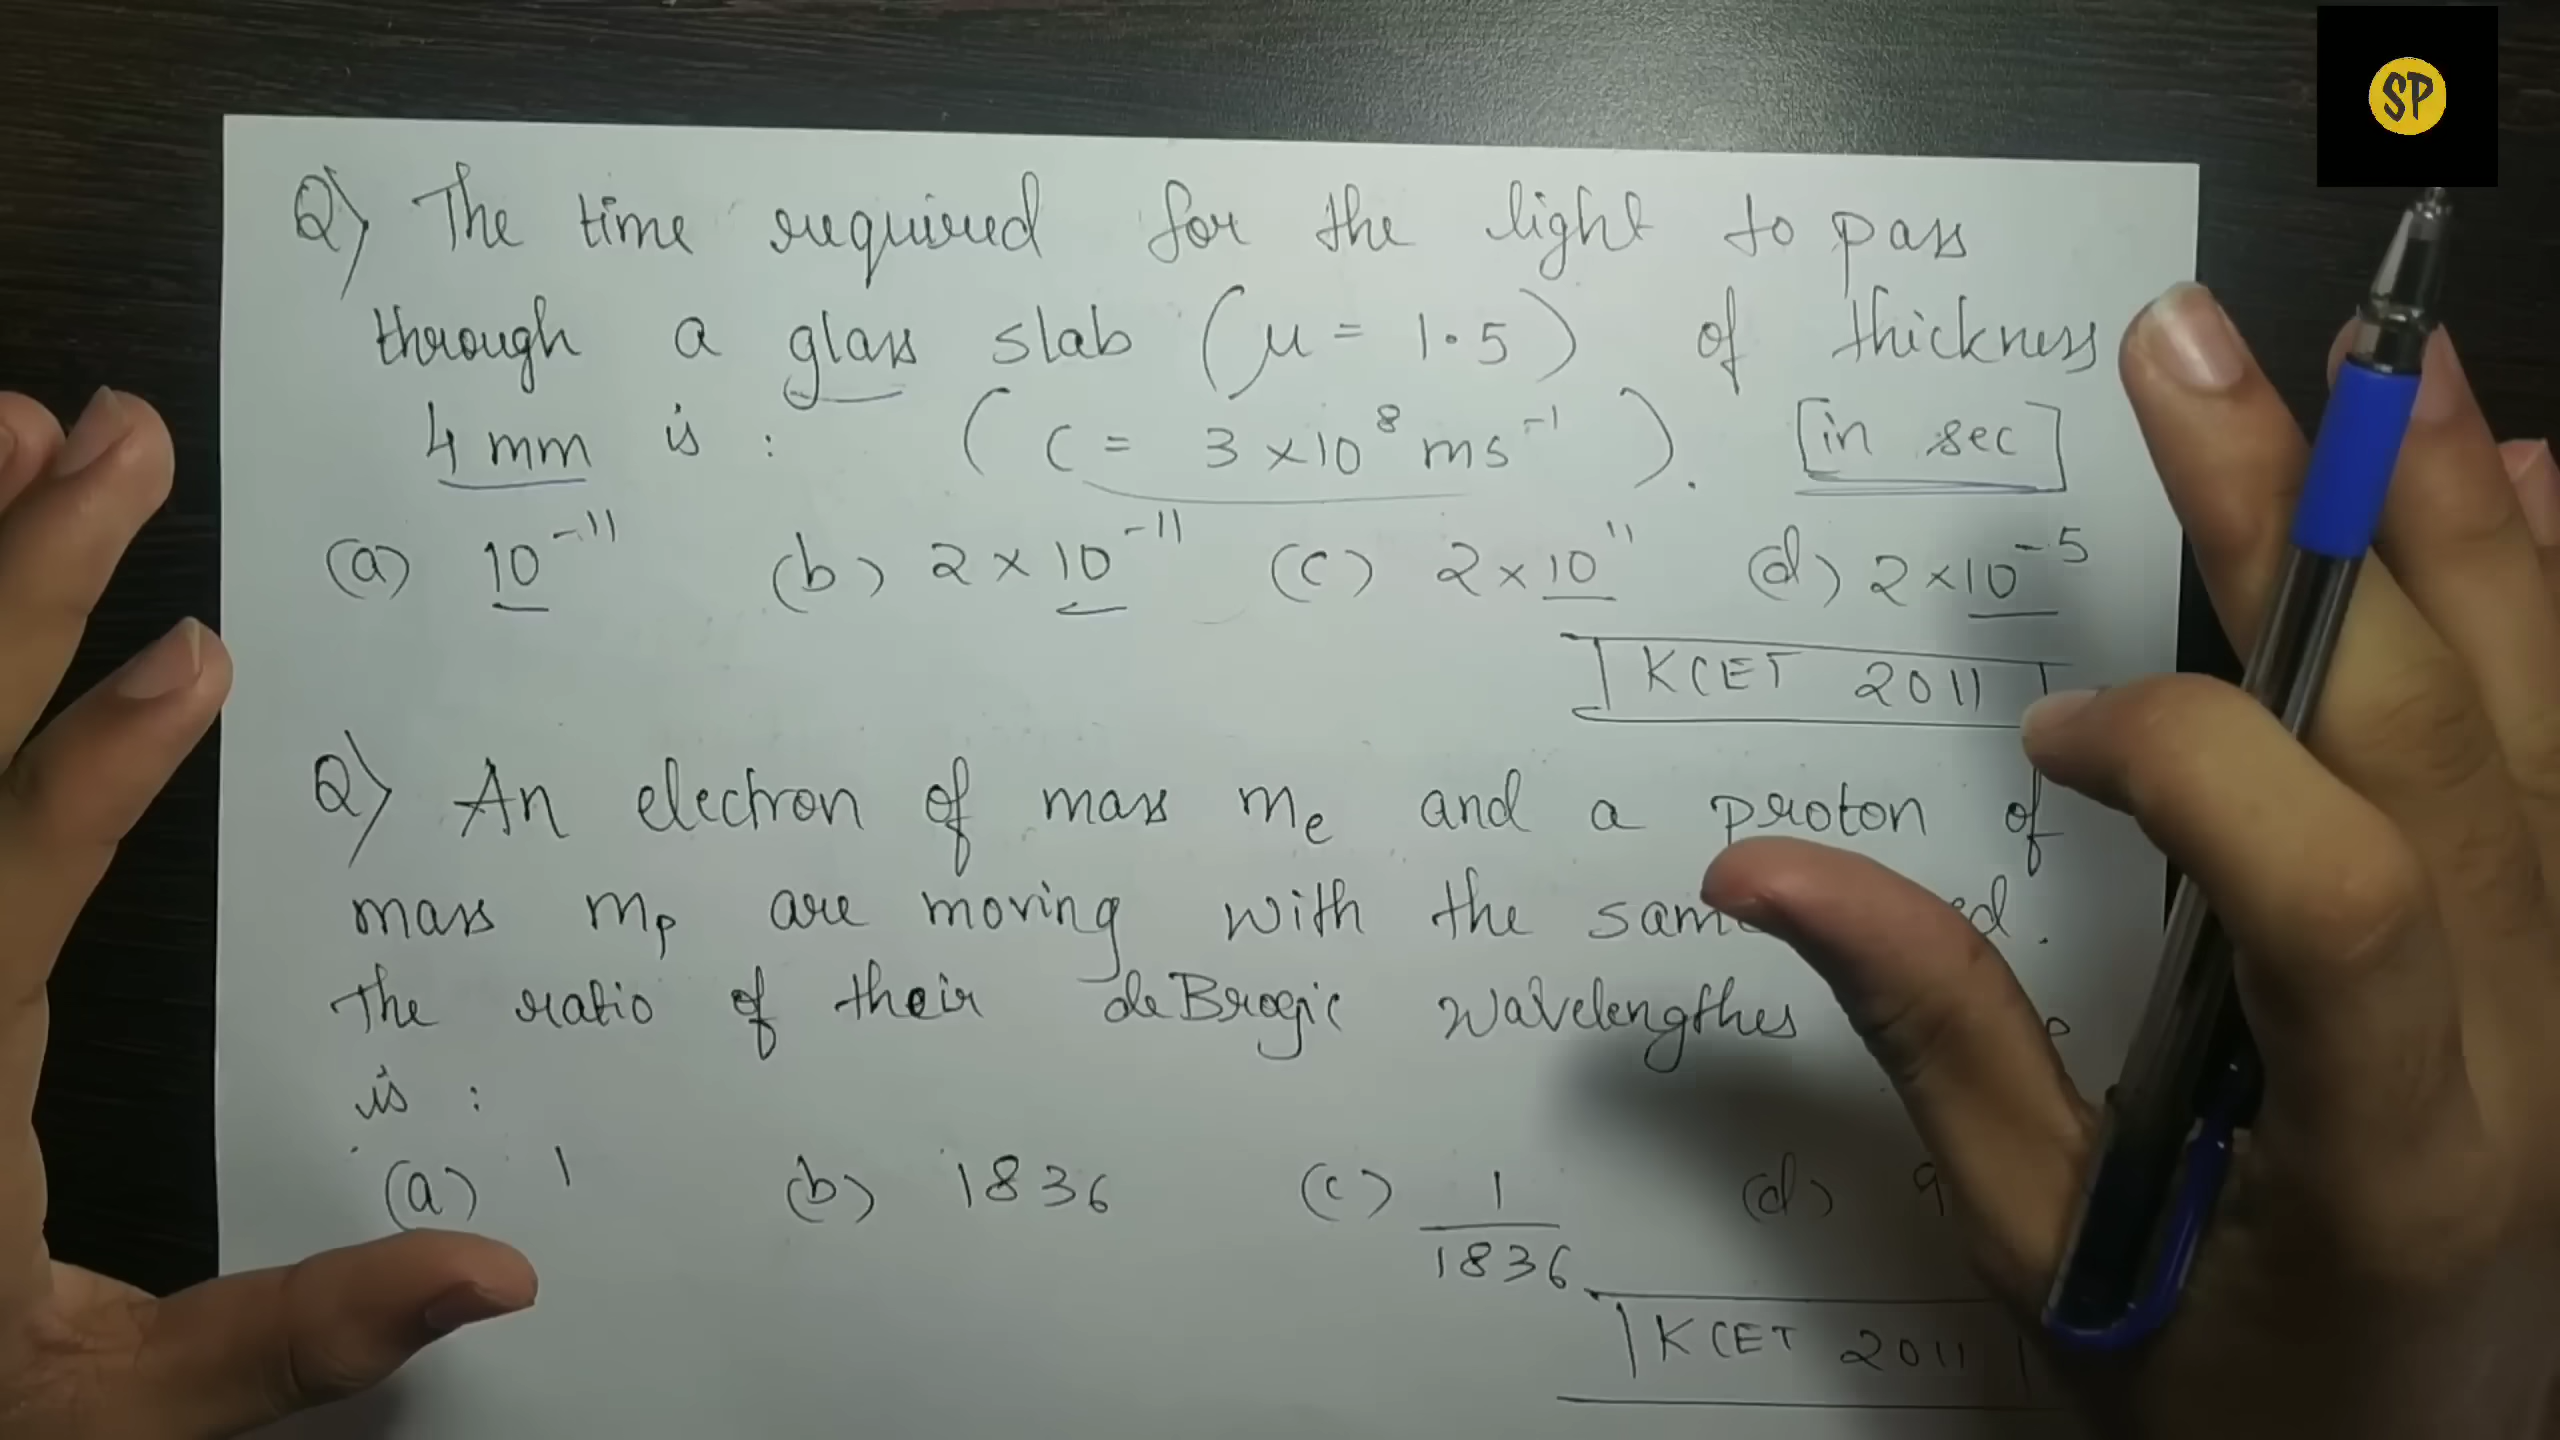 SP
Q) The time required for the light to pass
through a glass slab (μ = 1.5) of thickness
4 mm is : (c = 3 × 10⁸ ms⁻¹). [in sec]
(a) 10⁻¹¹ (b) 2 × 10⁻¹¹ (c) 2 × 10¹¹ (d) 2 × 10⁻⁵
KCET 2011
Q) An electron of mass mₑ and a proton of
mass mₚ are moving with the same
The ratio of their deBrogie wavelengthes
is :
(a) 1 (b) 1836 (c) 1/1836 (d) 9
KCET 2011